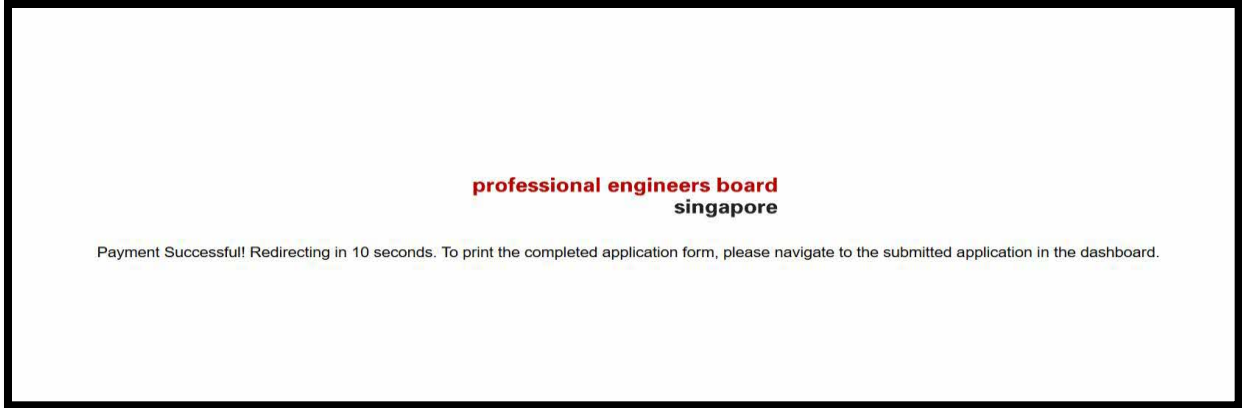 professional engineers board
singapore
Payment Successful! Redirecting in 10 seconds. To print the completed application form, please navigate to the submitted application in the dashboard.